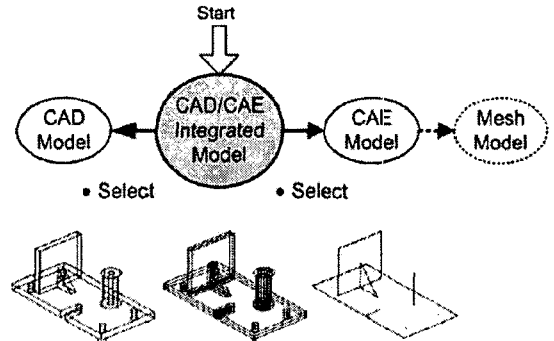 Start
CAD/CAE
Integrated
Model
CAD
Model
CAE
Model
Mesh
Model
• Select
• Select